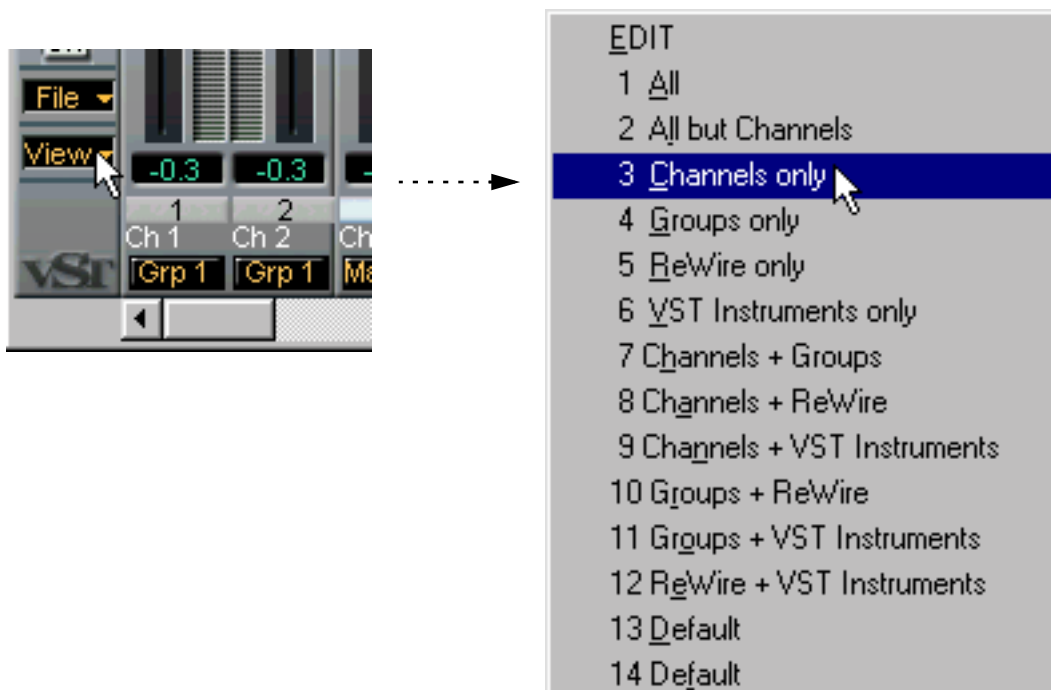 File
View
-0.3 -0.3
1 2
Ch 1 Ch 2 Ch
Grp 1 Grp 1
VST
EDIT
1 All
2 All but Channels
3 Channels only
4 Groups only
5 ReWire only
6 VST Instruments only
7 Channels + Groups
8 Channels + ReWire
9 Channels + VST Instruments
10 Groups + ReWire
11 Groups + VST Instruments
12 ReWire + VST Instruments
13 Default
14 Default